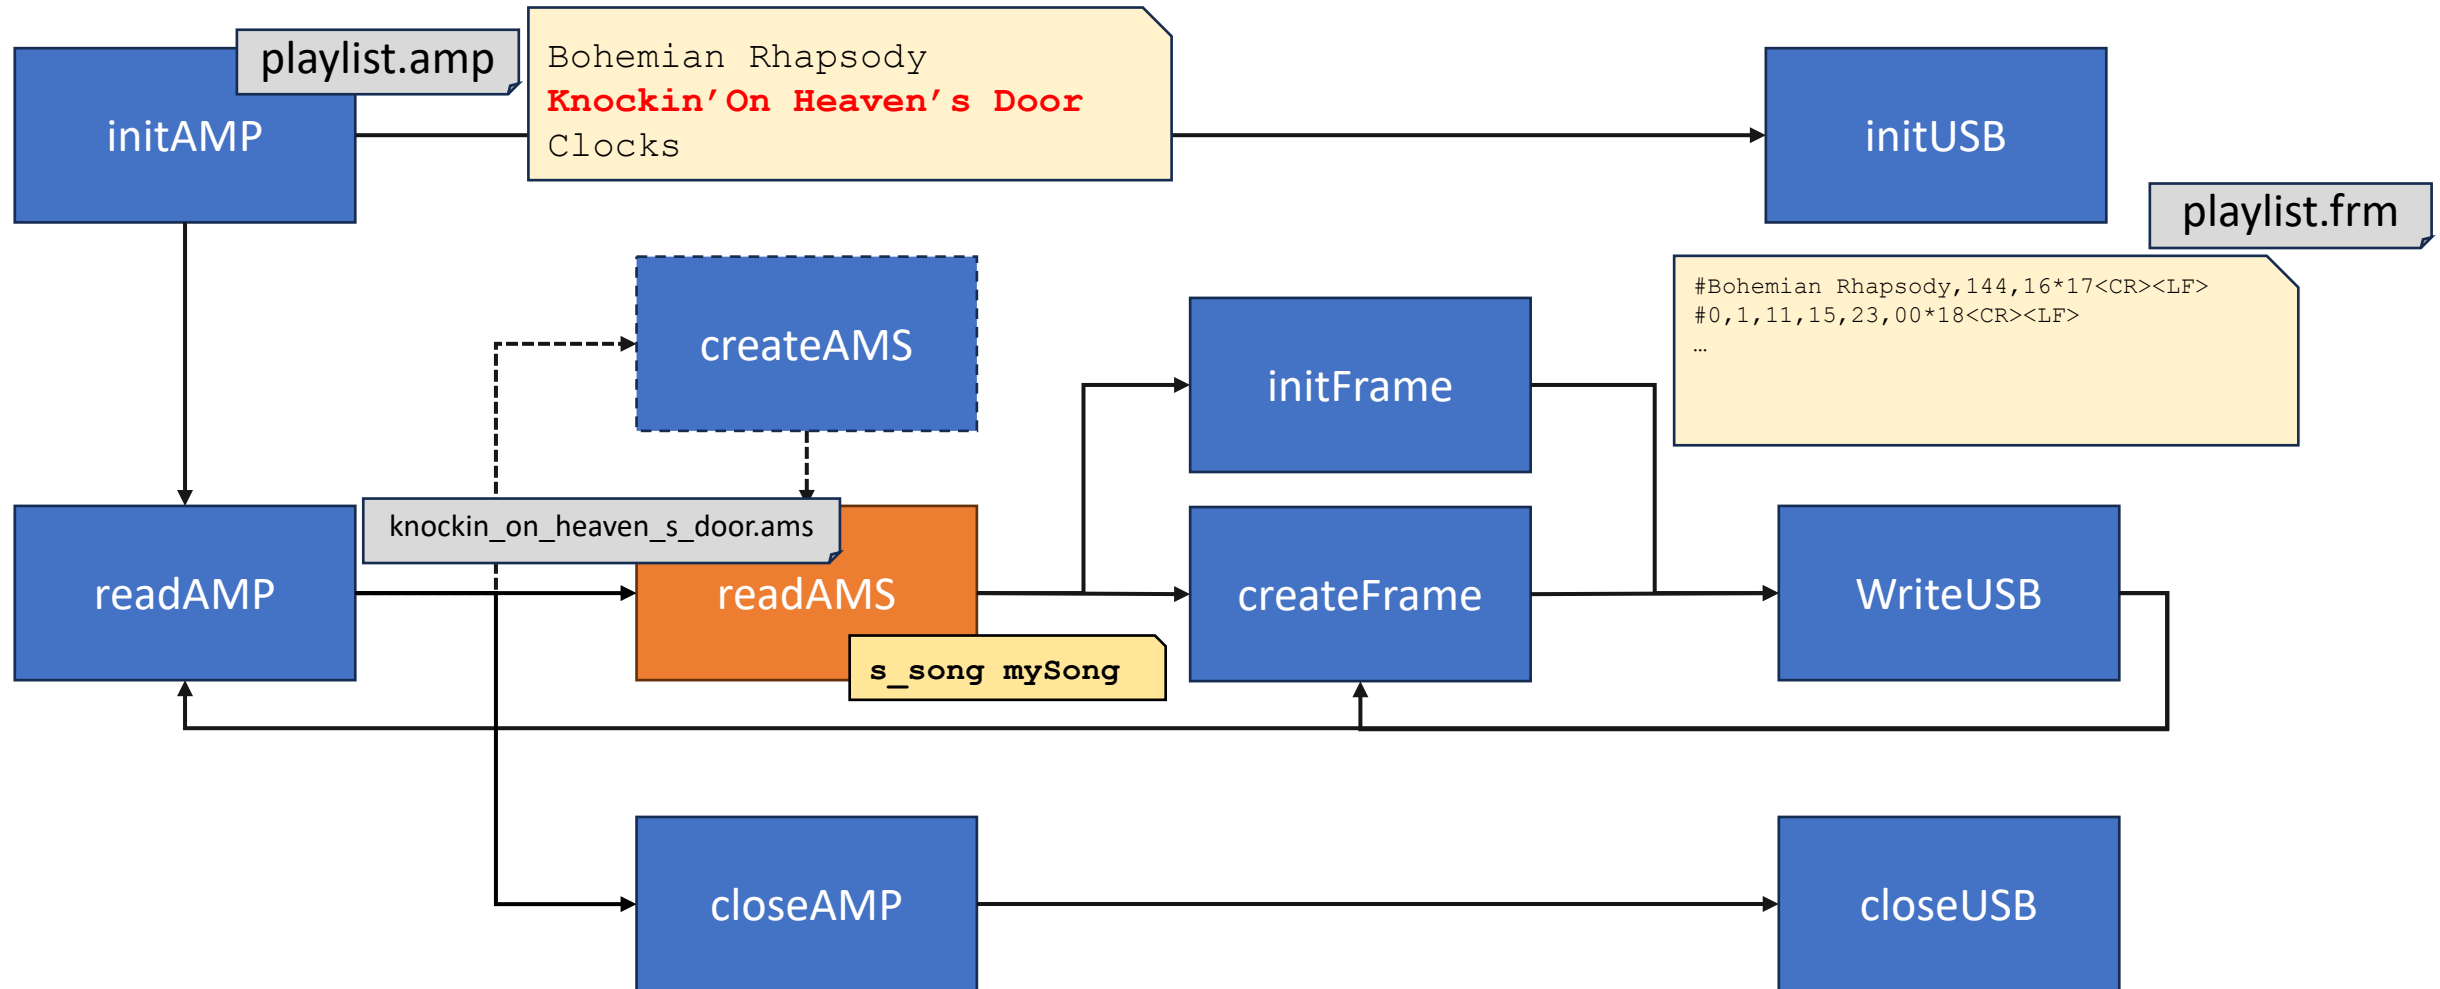 playlist.amp
initAMP
Bohemian Rhapsody
Knockin’On Heaven’s Door
Clocks
initUSB
playlist.frm
#Bohemian Rhapsody,144,16*17<CR><LF>
#0,1,11,15,23,00*18<CR><LF>
…
createAMS
initFrame
knockin_on_heaven_s_door.ams
readAMP
readAMS
createFrame
WriteUSB
s_song mySong
closeAMP
closeUSB